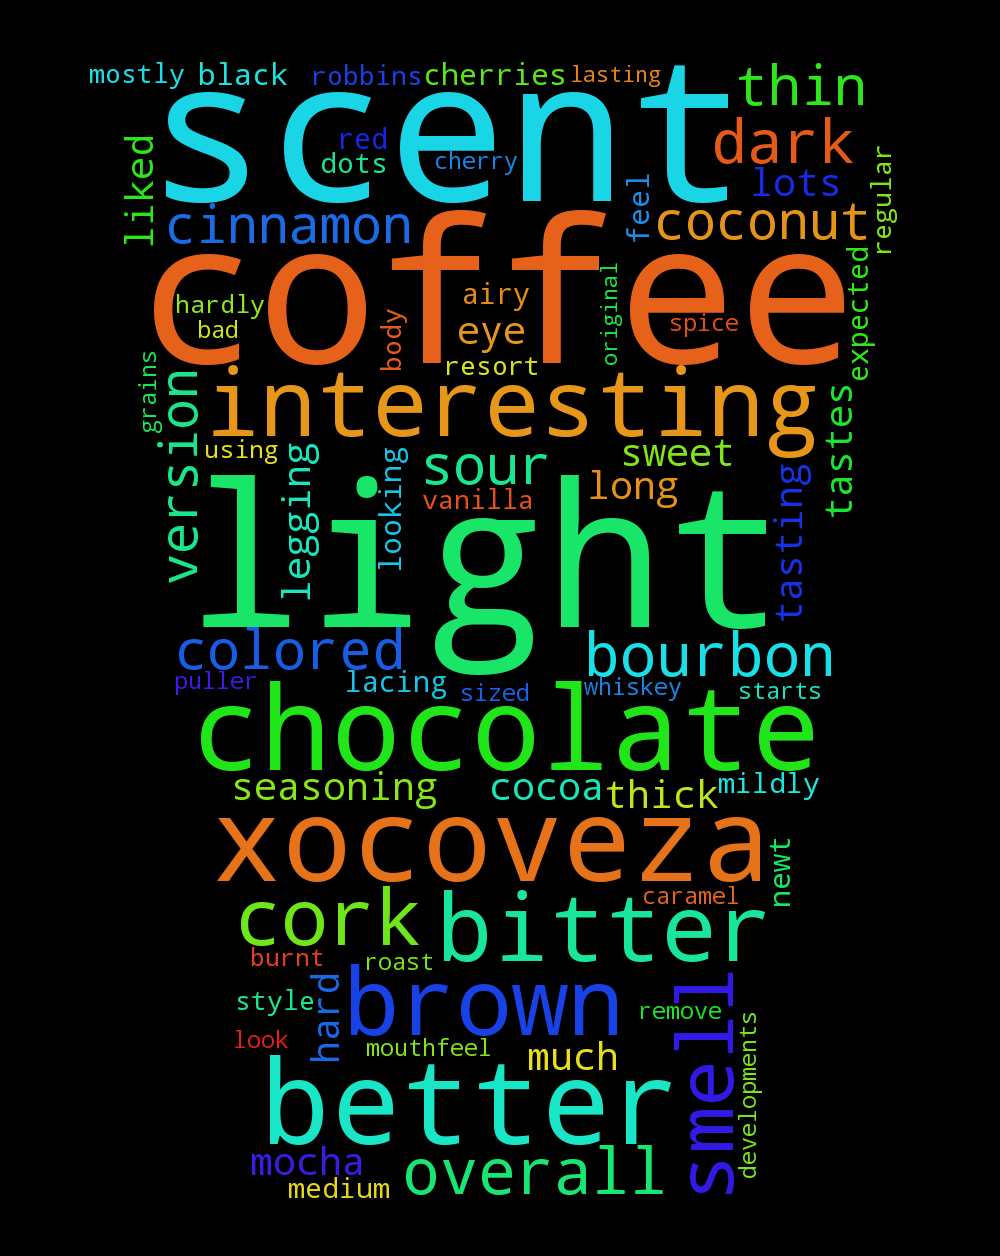 mostly
black
robbins
cherries
lasting
thin
scent
red
dots
cherry
dark
lots
liked
cinnamon
feel
coconut
regular
coffee
hardly
bad
airy
eye
body
resort
original
spice
expected
grains
version
interesting
tastes
using
legging
looking
sour
sweet
vanilla
long
tasting
light
colored
bourbon
puller
lacing
sized
whiskey
starts
chocolate
seasoning
cocoa
thick
mildly
xocoveza
newt
cork
bitter
caramel
burnt
roast
style
hard
brown
remove
smell
look
mouthfeel
much
developments
better
mocha
medium
overall